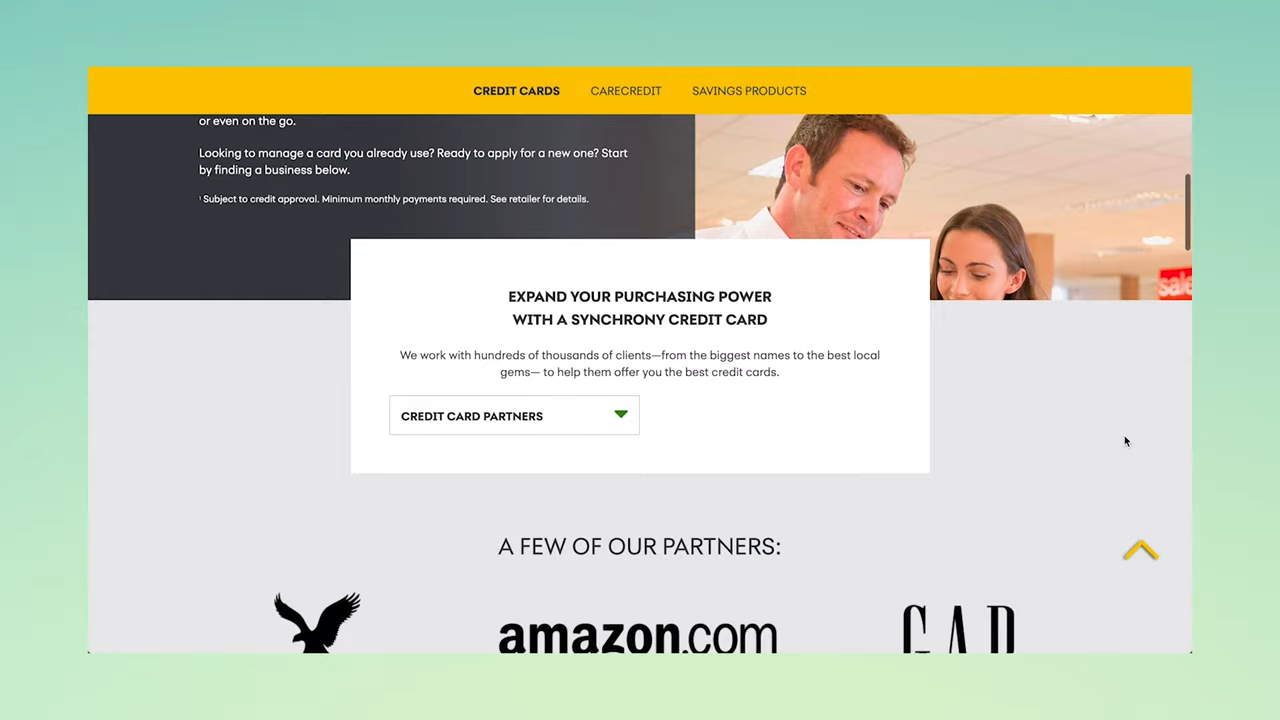 CREDIT CARDS CARECREDIT SAVINGS PRODUCTS
or even on the go.
Looking to manage a card you already use? Ready to apply for a new one? Start
by finding a business below.
¹ Subject to credit approval. Minimum monthly payments required. See retailer for details.
sale
EXPAND YOUR PURCHASING POWER
WITH A SYNCHRONY CREDIT CARD
We work with hundreds of thousands of clients—from the biggest names to the best local
gems— to help them offer you the best credit cards.
CREDIT CARD PARTNERS
A FEW OF OUR PARTNERS:
amazon.com
GAP